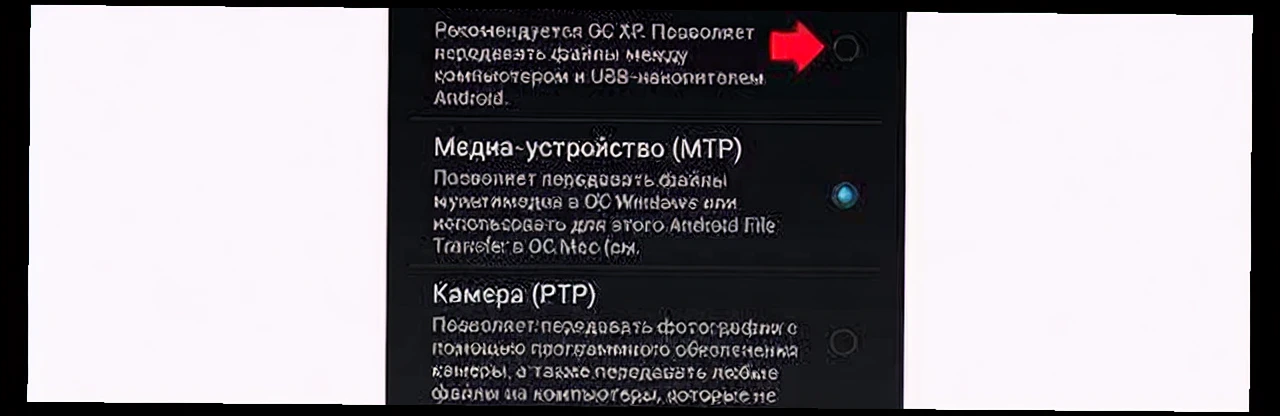 Рекомендуется ОС XP. Позволяет
передавать файлы между
компьютером и USB-накопителем
Android.
Медиа-устройство (MTP)
Позволяет передавать файлы
мультимедиа в ОС Windows или
использовать для этого Android File
Transfer в ОС Mac (см.
Камера (PTP)
Позволяет передавать фотографии с
помощью программного обеспечения
камеры, а также передавать любые
файлы на компьютеры, которые не